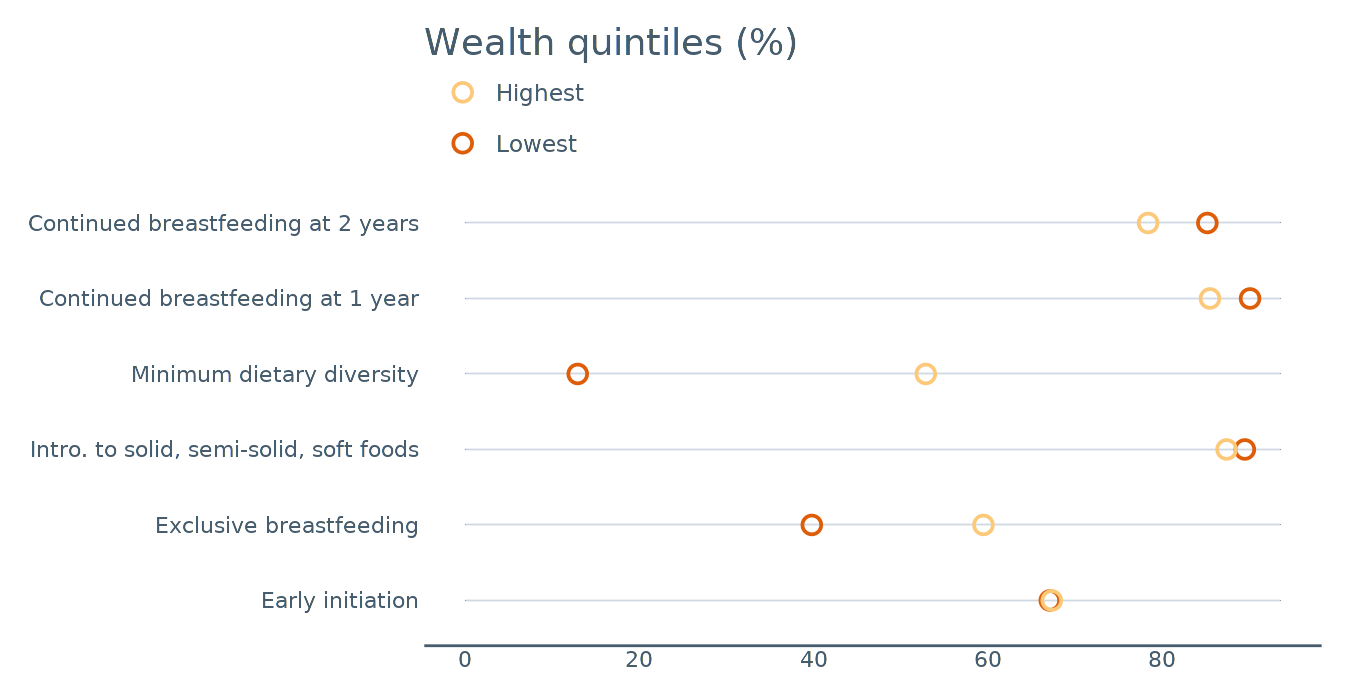 Wealth quintiles (%)
Highest
Lowest
Continued breastfeeding at 2 years
Continued breastfeeding at 1 year
Minimum dietary diversity
Intro. to solid, semi-solid, soft foods
Exclusive breastfeeding
Early initiation
0 20 40 60 80